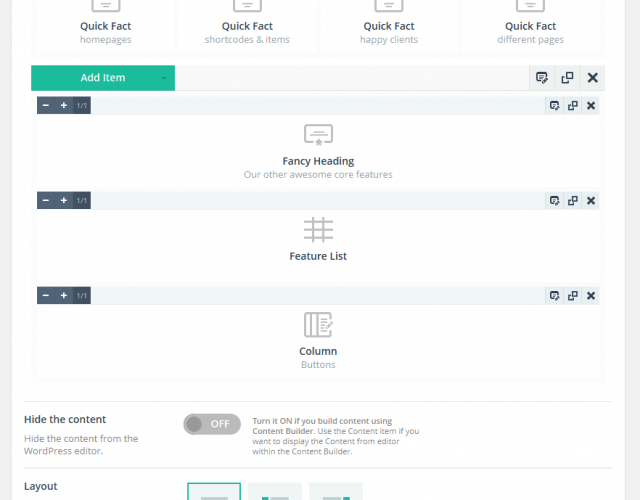 Quick Fact Quick Fact Quick Fact Quick Fact
homepages shortcodes & items happy clients different pages
Add Item
− + 1/1
Fancy Heading
Our other awesome core features
− + 1/1
Feature List
− + 1/1
Column
Buttons
Hide the content
Hide the content from the
WordPress editor.
OFF
Turn it ON if you build content using
Content Builder. Use the Content item if you
want to display the Content from editor
within the Content Builder.
Layout